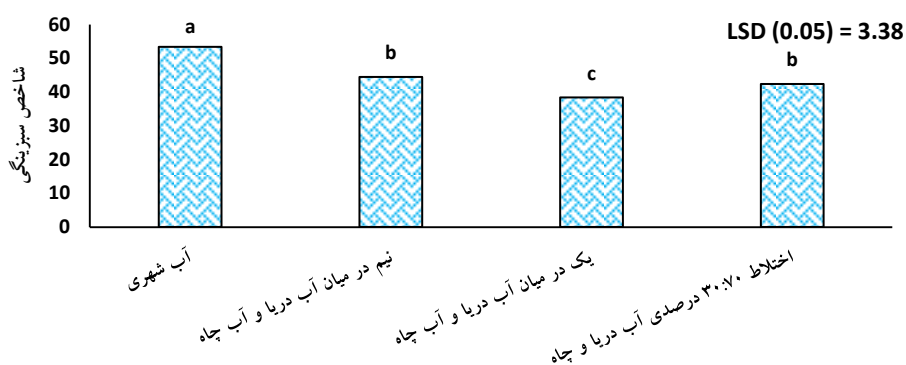 شاخص سبزینگی
60
50
40
30
20
10
0
LSD (0.05) = 3.38
a
b
c
b
آب شهری
نیم در میان آب دریا و آب چاه
یک در میان آب دریا و آب چاه
اختلاط ۳۰:۷۰ درصدی آب دریا و چاه